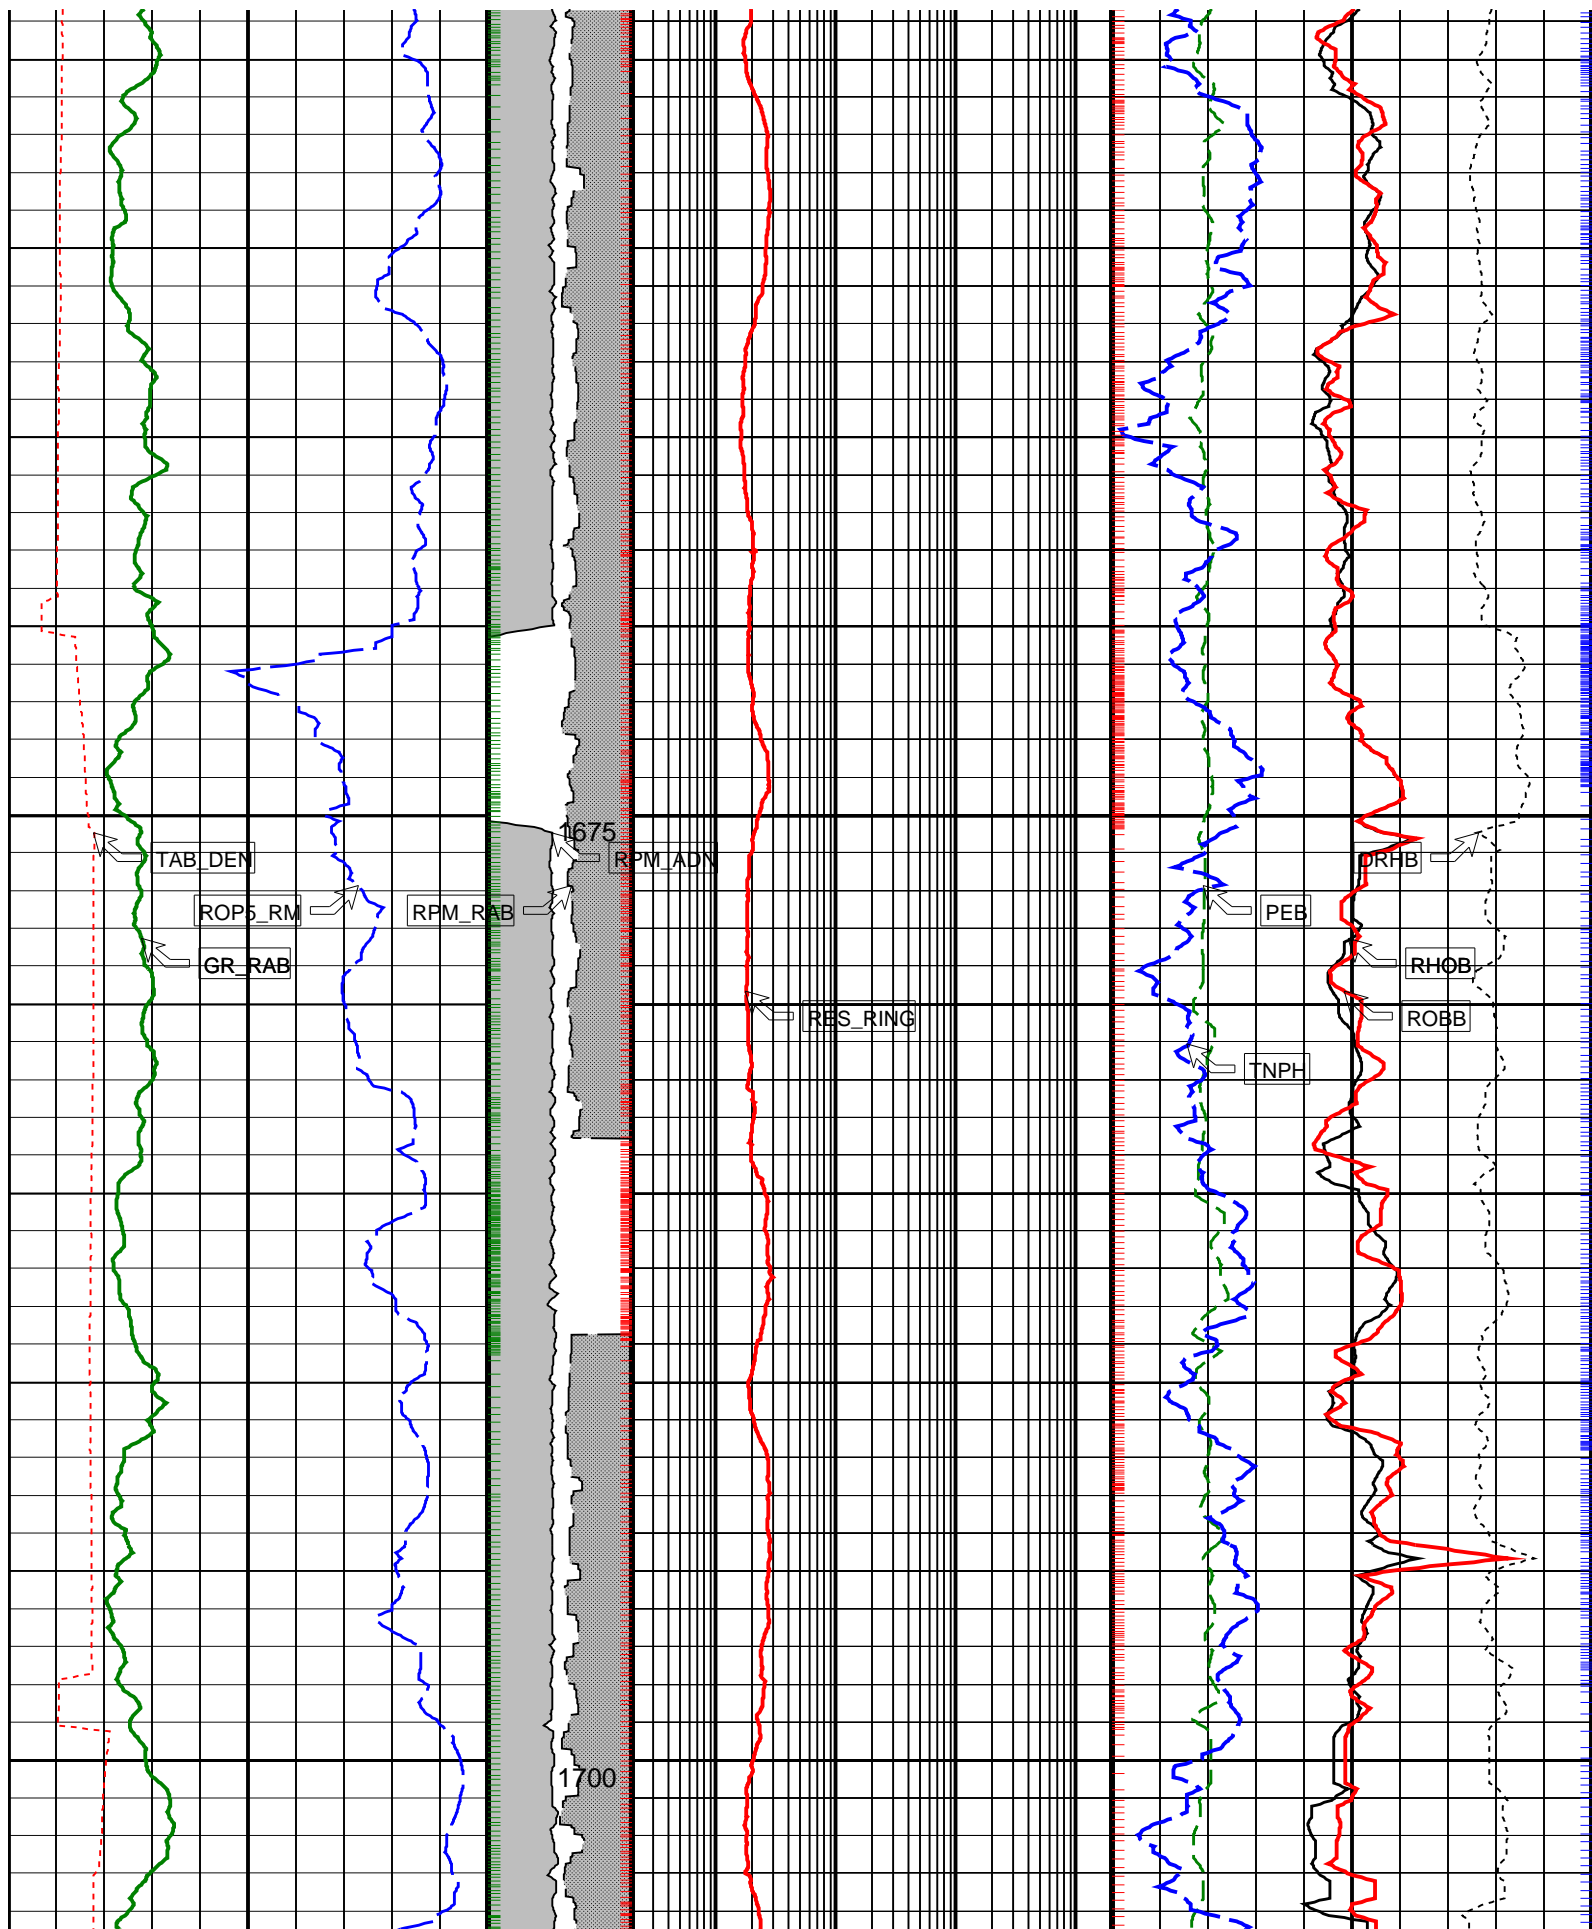 1675
TAB_DEN
RPM_ADN
DRHB
ROP5_RM
RPM_RAB
PEB
GR_RAB
RHOB
RES_RING
ROBB
TNPH
1700